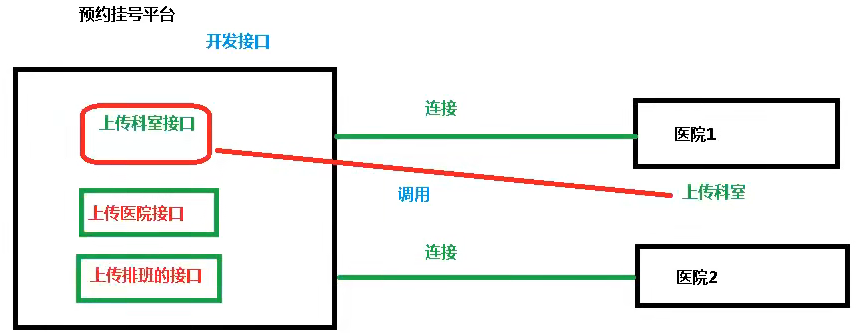 预约挂号平台
开发接口
上传科室接口
连接
医院1
调用
上传科室
上传医院接口
连接
上传排班的接口
医院2